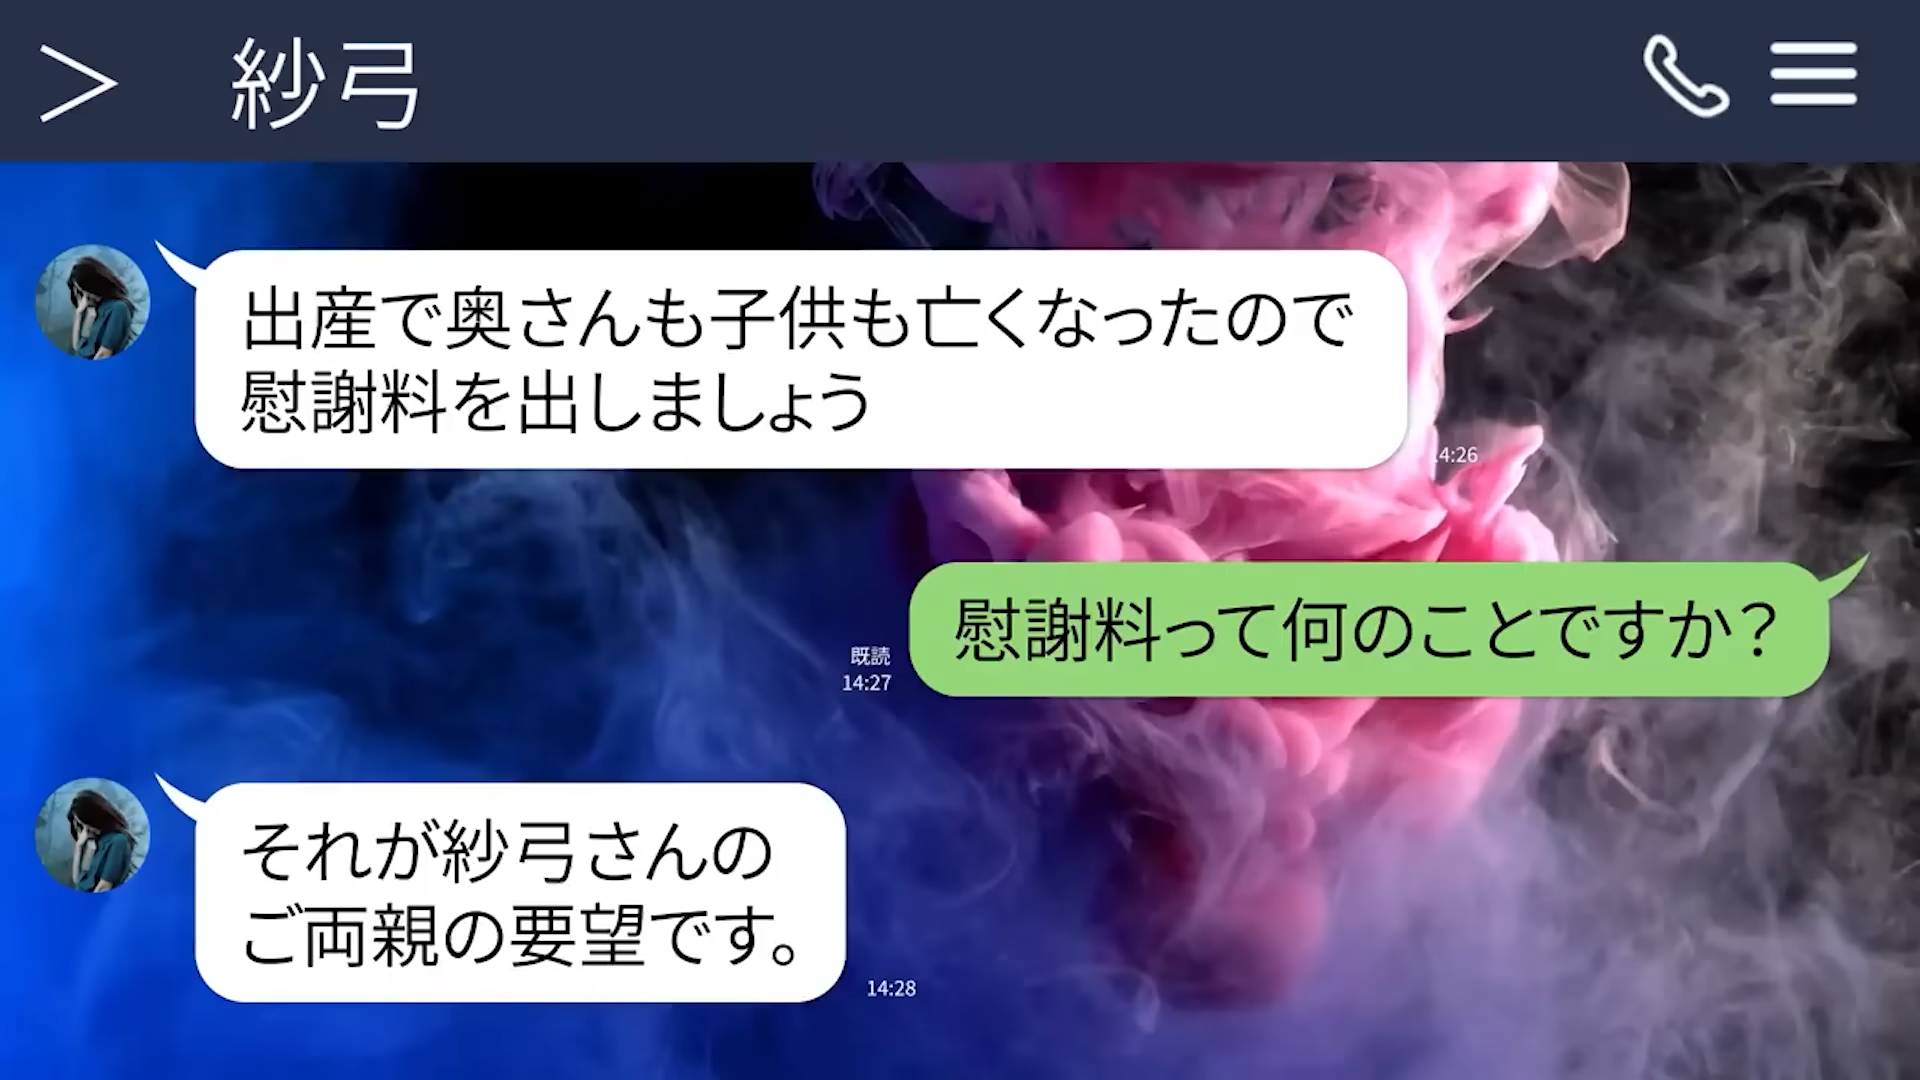 > 紗弓
出産で奥さんも子供も亡くなったので
慰謝料を出しましょう
4:26
慰謝料って何のことですか？
既読
14:27
それが紗弓さんの
ご両親の要望です。
14:28